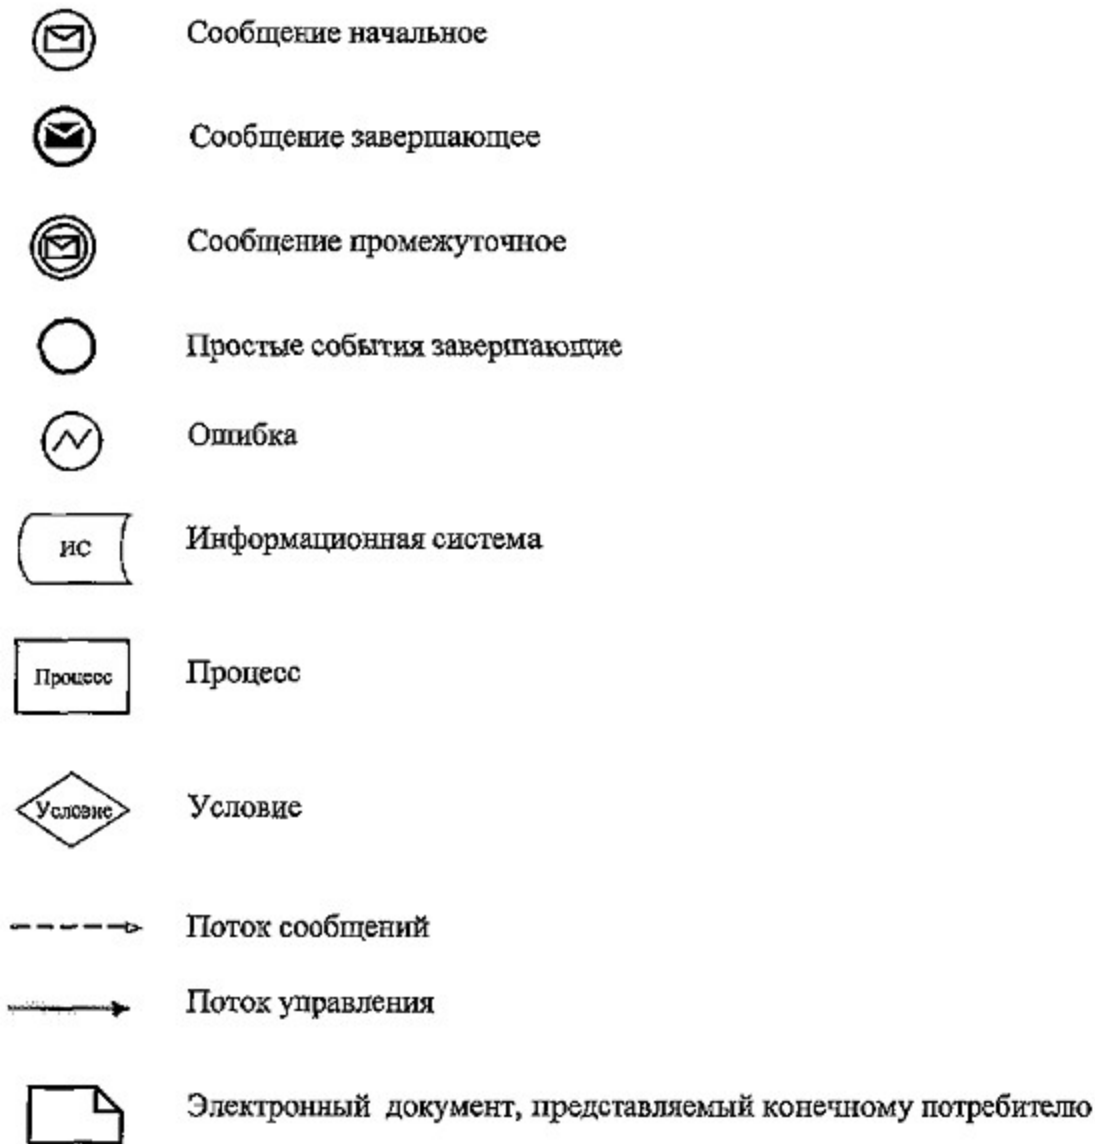 Сообщение начальное
Сообщение завершающее
Сообщение промежуточное
Простые события завершающие
Ошибка
ИС Информационная система
Процесс Процесс
Условие Условие
Поток сообщений
Поток управления
Электронный документ, представляемый конечному потребителю